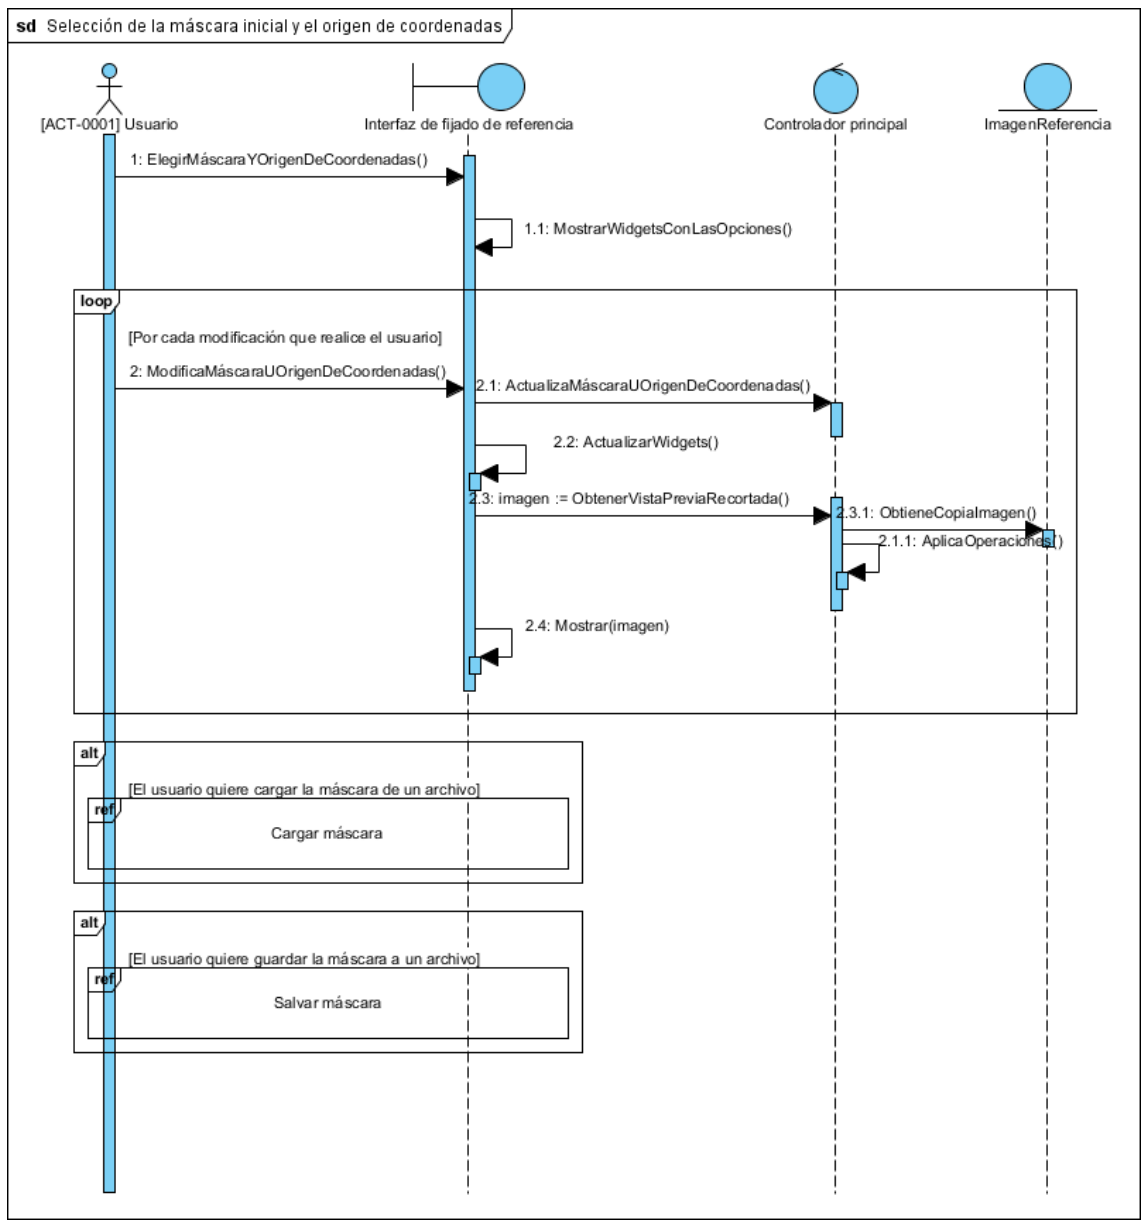 sd Selección de la máscara inicial y el origen de coordenadas
[ACT-0001] Usuario
Interfaz de fijado de referencia
Controlador principal
ImagenReferencia
1: ElegirMáscaraYOrigenDeCoordenadas()
1.1: MostrarWidgetsConLasOpciones()
loop
[Por cada modificación que realice el usuario]
2: ModificaMáscaraUOrigenDeCoordenadas()
2.1: ActualizaMáscaraUOrigenDeCoordenadas()
2.2: ActualizarWidgets()
2.3: imagen := ObtenerVistaPreviaRecortada()
2.3.1: ObtieneCopiaImagen()
2.1.1: AplicaOperaciones()
2.4: Mostrar(imagen)
alt
[El usuario quiere cargar la máscara de un archivo]
ref
Cargar máscara
alt
[El usuario quiere guardar la máscara a un archivo]
ref
Salvar máscara